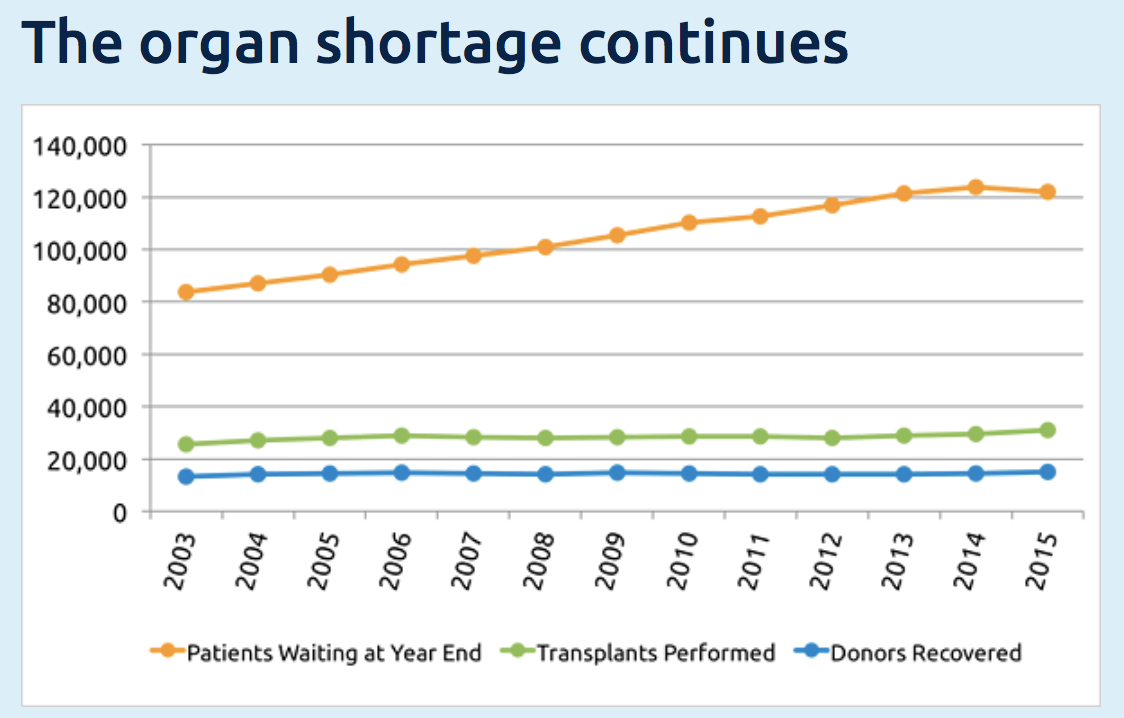 The organ shortage continues
140,000
120,000
100,000
80,000
60,000
40,000
20,000
0
2003 2004 2005 2006 2007 2008 2009 2010 2011 2012 2013 2014 2015
Patients Waiting at Year End Transplants Performed Donors Recovered